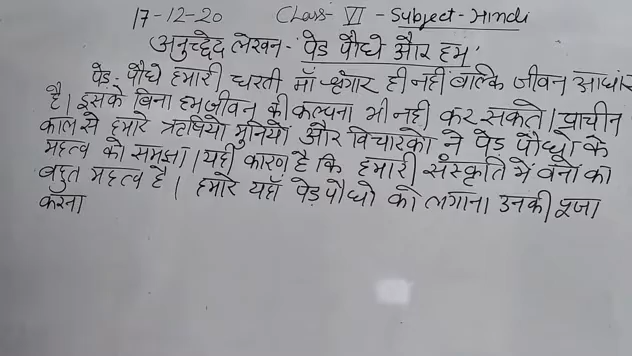 17-12-20 Class- VI - Subject - Hindi
अनुच्छेद लेखन - पेड पौधे और हम
पेड़ - पौधे हमारी धरती माँ श्रृंगार ही नहीं बल्कि जीवन आधार
है। इसके बिना हम जीवन की कल्पना भी नही कर सकते। प्राचीन
काल से हमारे ऋषियो मुनियों और विचारको ने पेड पौधो के
महत्व को समझा। यही कारण है कि हमारी संस्कृति में वनो का
बहुत महत्व है। हमारे यहाँ पेड़ पौधो को लगाना उनकी पूजा
करना